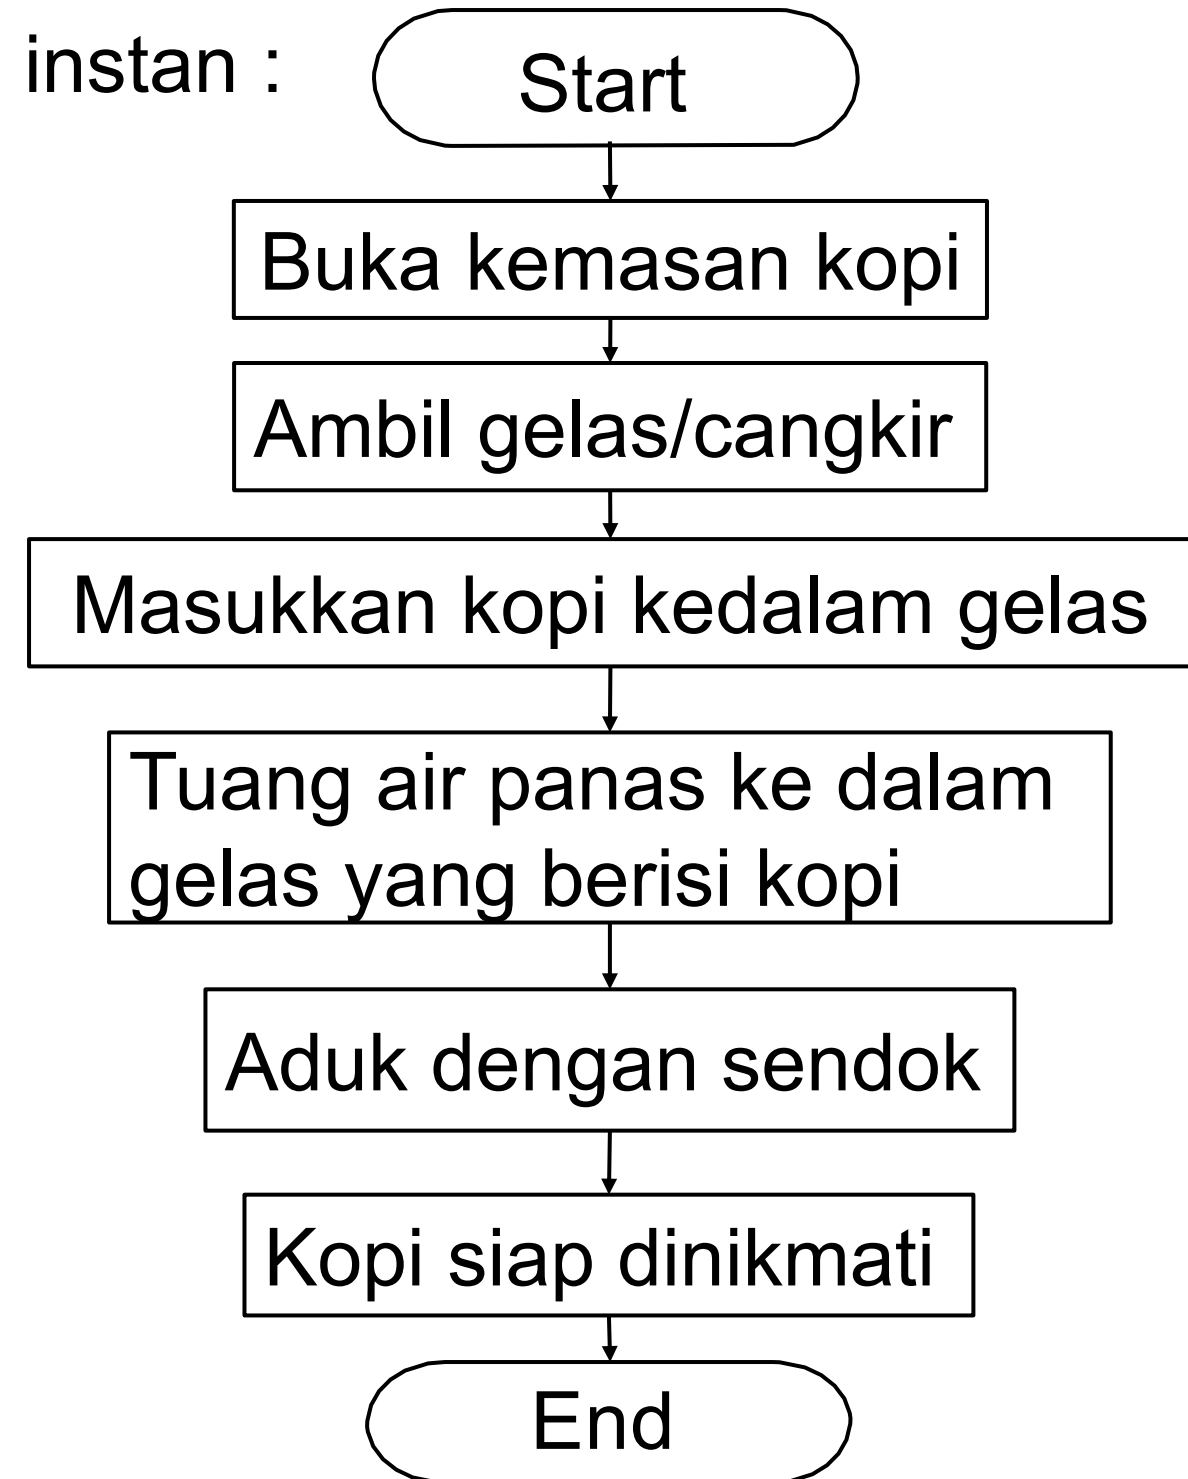 instan :
Start
Buka kemasan kopi
Ambil gelas/cangkir
Masukkan kopi kedalam gelas
Tuang air panas ke dalam
gelas yang berisi kopi
Aduk dengan sendok
Kopi siap dinikmati
End